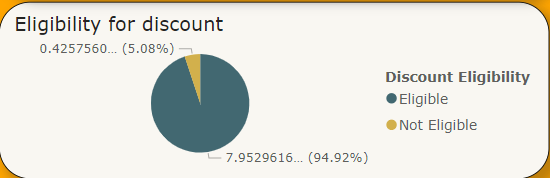 Eligibility for discount
0.4257560... (5.08%)
Discount Eligibility
Eligible
Not Eligible
7.9529616... (94.92%)